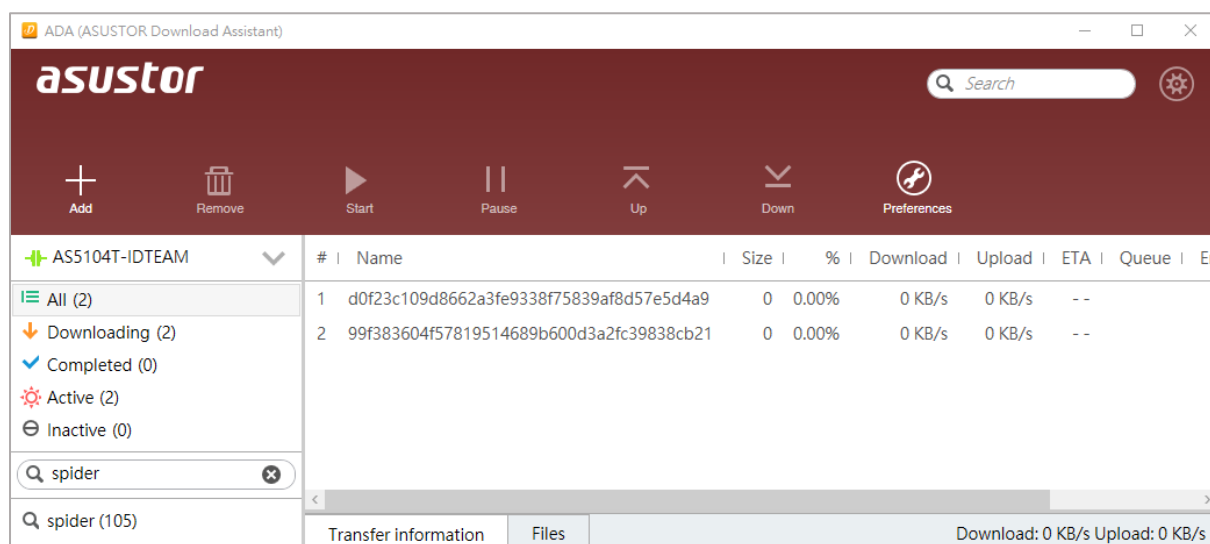 ADA (ASUSTOR Download Assistant)
asustor
Search
Add Remove Start Pause Up Down Preferences
AS5104T-IDTEAM
All (2)
Downloading (2)
Completed (0)
Active (2)
Inactive (0)
spider
spider (105)
# Name Size % Download Upload ETA Queue
1 d0f23c109d8662a3fe9338f75839af8d57e5d4a9 0 0.00% 0 KB/s 0 KB/s - -
2 99f383604f57819514689b600d3a2fc39838cb21 0 0.00% 0 KB/s 0 KB/s - -
Transfer information Files Download: 0 KB/s Upload: 0 KB/s